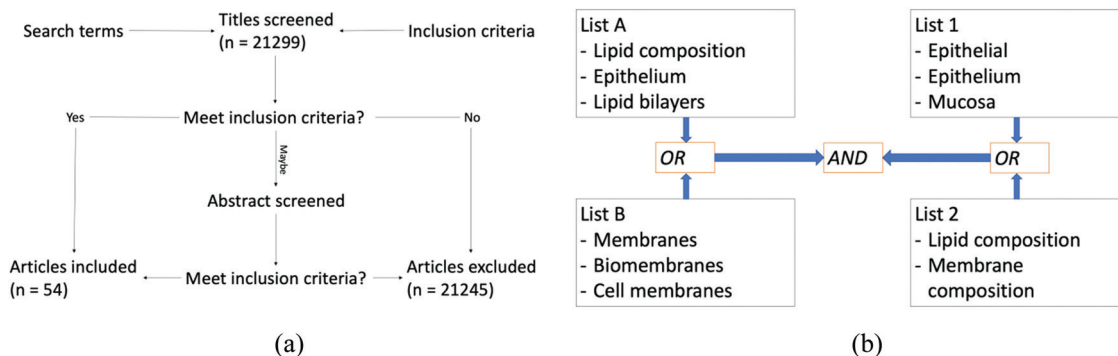 Search terms
Titles screened
(n = 21299)
Inclusion criteria
Yes
Meet inclusion criteria?
No
Maybe
Abstract screened
Articles included
(n = 54)
Meet inclusion criteria?
Articles excluded
(n = 21245)
(a)
List A
- Lipid composition
- Epithelium
- Lipid bilayers
List 1
- Epithelial
- Epithelium
- Mucosa
OR
AND
OR
List B
- Membranes
- Biomembranes
- Cell membranes
List 2
- Lipid composition
- Membrane
composition
(b)